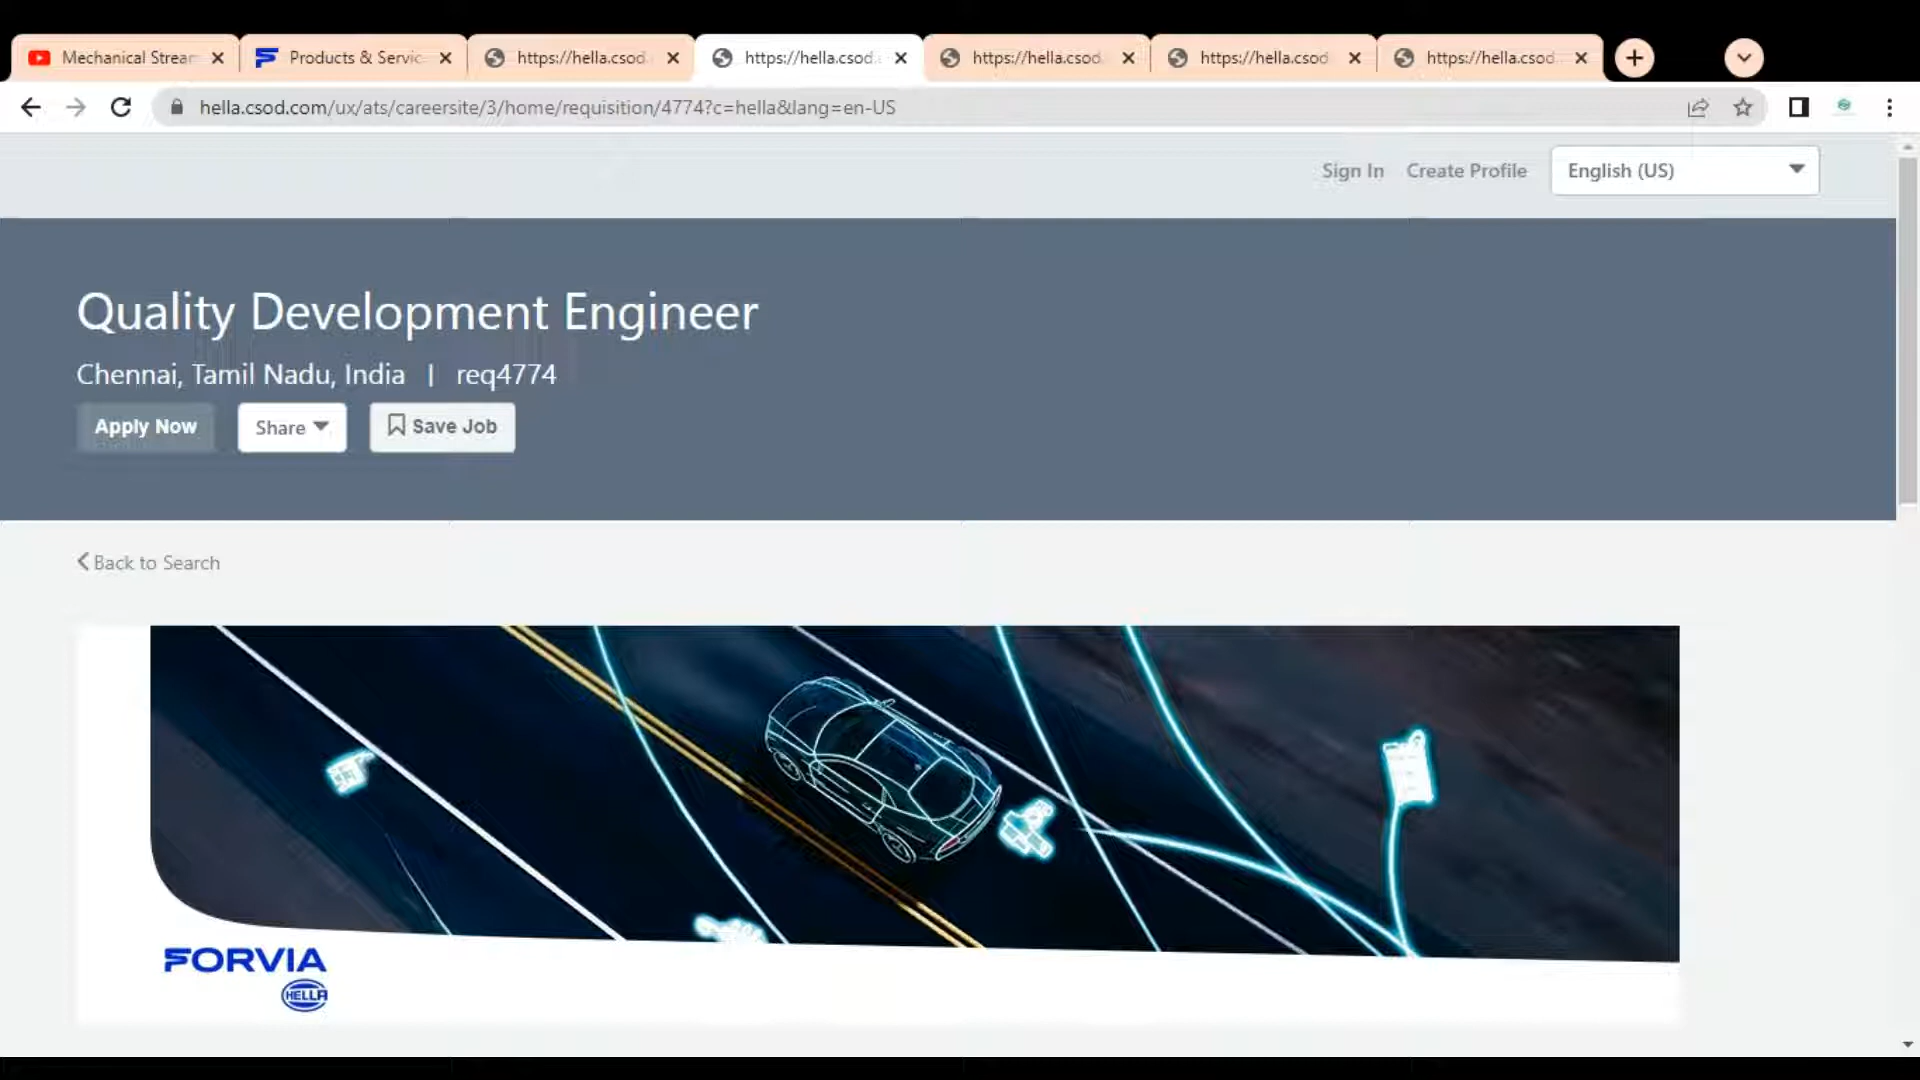 Mechanical Strea
Products & Servic
https://hella.csod.
https://hella.csod.
https://hella.csod.
https://hella.csod
https://hella.csod.
hella.csod.com/ux/ats/careersite/3/home/requisition/4774?c=hella&lang=en-US
Sign In Create Profile English (US)
Quality Development Engineer
Chennai, Tamil Nadu, India | req4774
Apply Now Share Save Job
Back to Search
FORVIA
HELLA